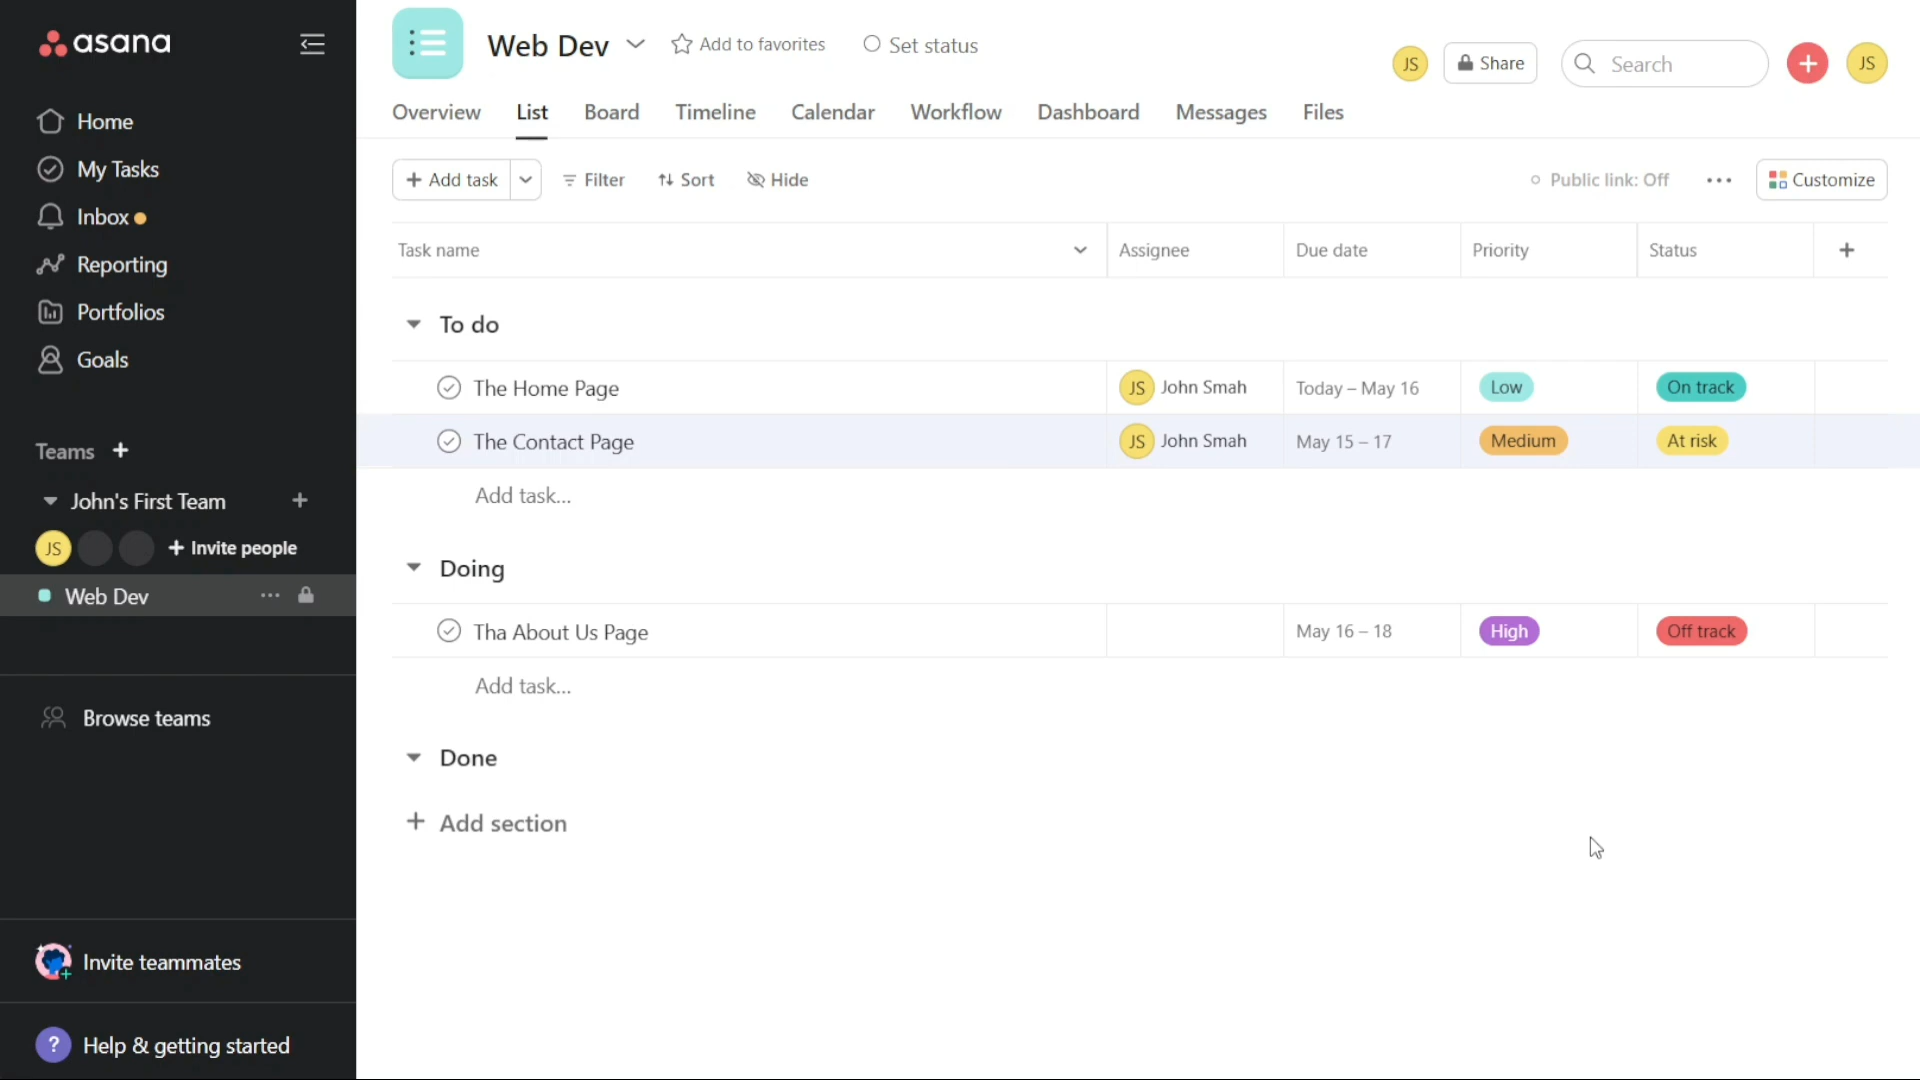 asana
Home
My Tasks
Inbox
Reporting
Portfolios
Goals
Teams +
John's First Team +
JS + Invite people
Web Dev ...
Browse teams
Invite teammates
? Help & getting started
Web Dev Add to favorites Set status
JS Share Search + JS
Overview List Board Timeline Calendar Workflow Dashboard Messages Files
+ Add task Filter Sort Hide Public link: Off ... Customize
Task name Assignee Due date Priority Status +
To do
The Home Page JS John Smah Today – May 16 Low On track
The Contact Page JS John Smah May 15 – 17 Medium At risk
Add task...
Doing
Tha About Us Page May 16 – 18 High Off track
Add task...
Done
+ Add section